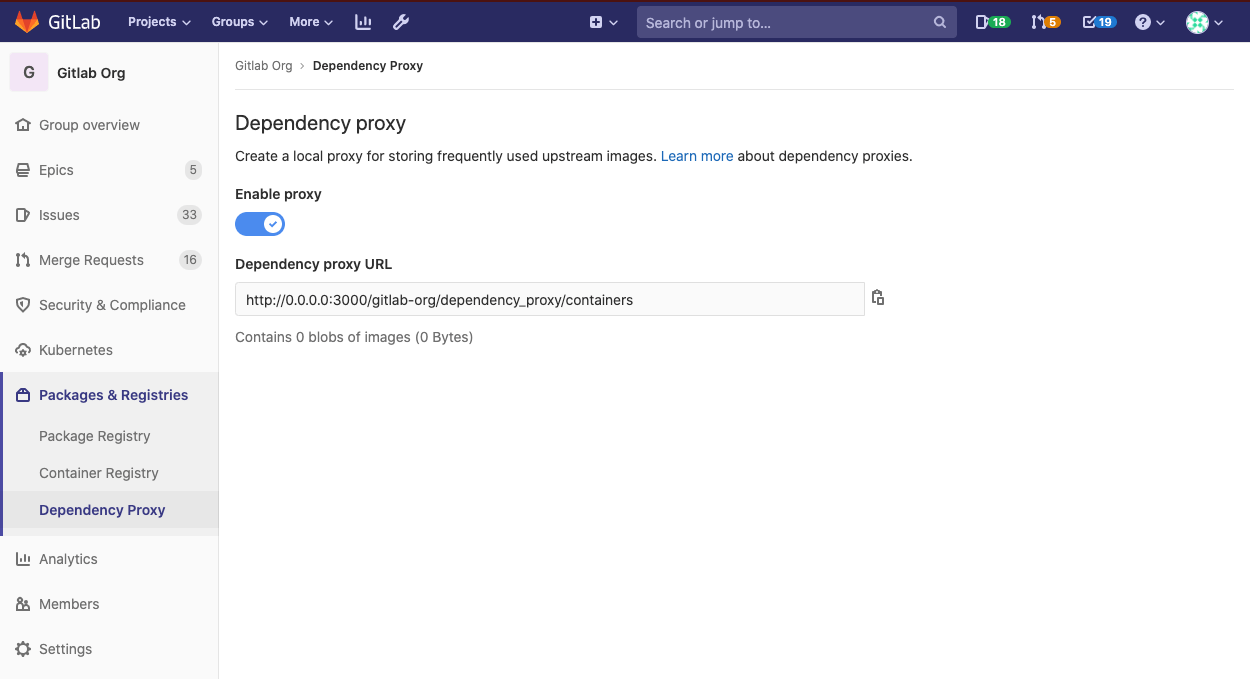 GitLab Projects Groups More Search or jump to... 18 5 19
G Gitlab Org
Group overview
Epics 5
Issues 33
Merge Requests 16
Security & Compliance
Kubernetes
Packages & Registries
Package Registry
Container Registry
Dependency Proxy
Analytics
Members
Settings
Gitlab Org › Dependency Proxy
Dependency proxy
Create a local proxy for storing frequently used upstream images. Learn more about dependency proxies.
Enable proxy
Dependency proxy URL
http://0.0.0.0:3000/gitlab-org/dependency_proxy/containers
Contains 0 blobs of images (0 Bytes)